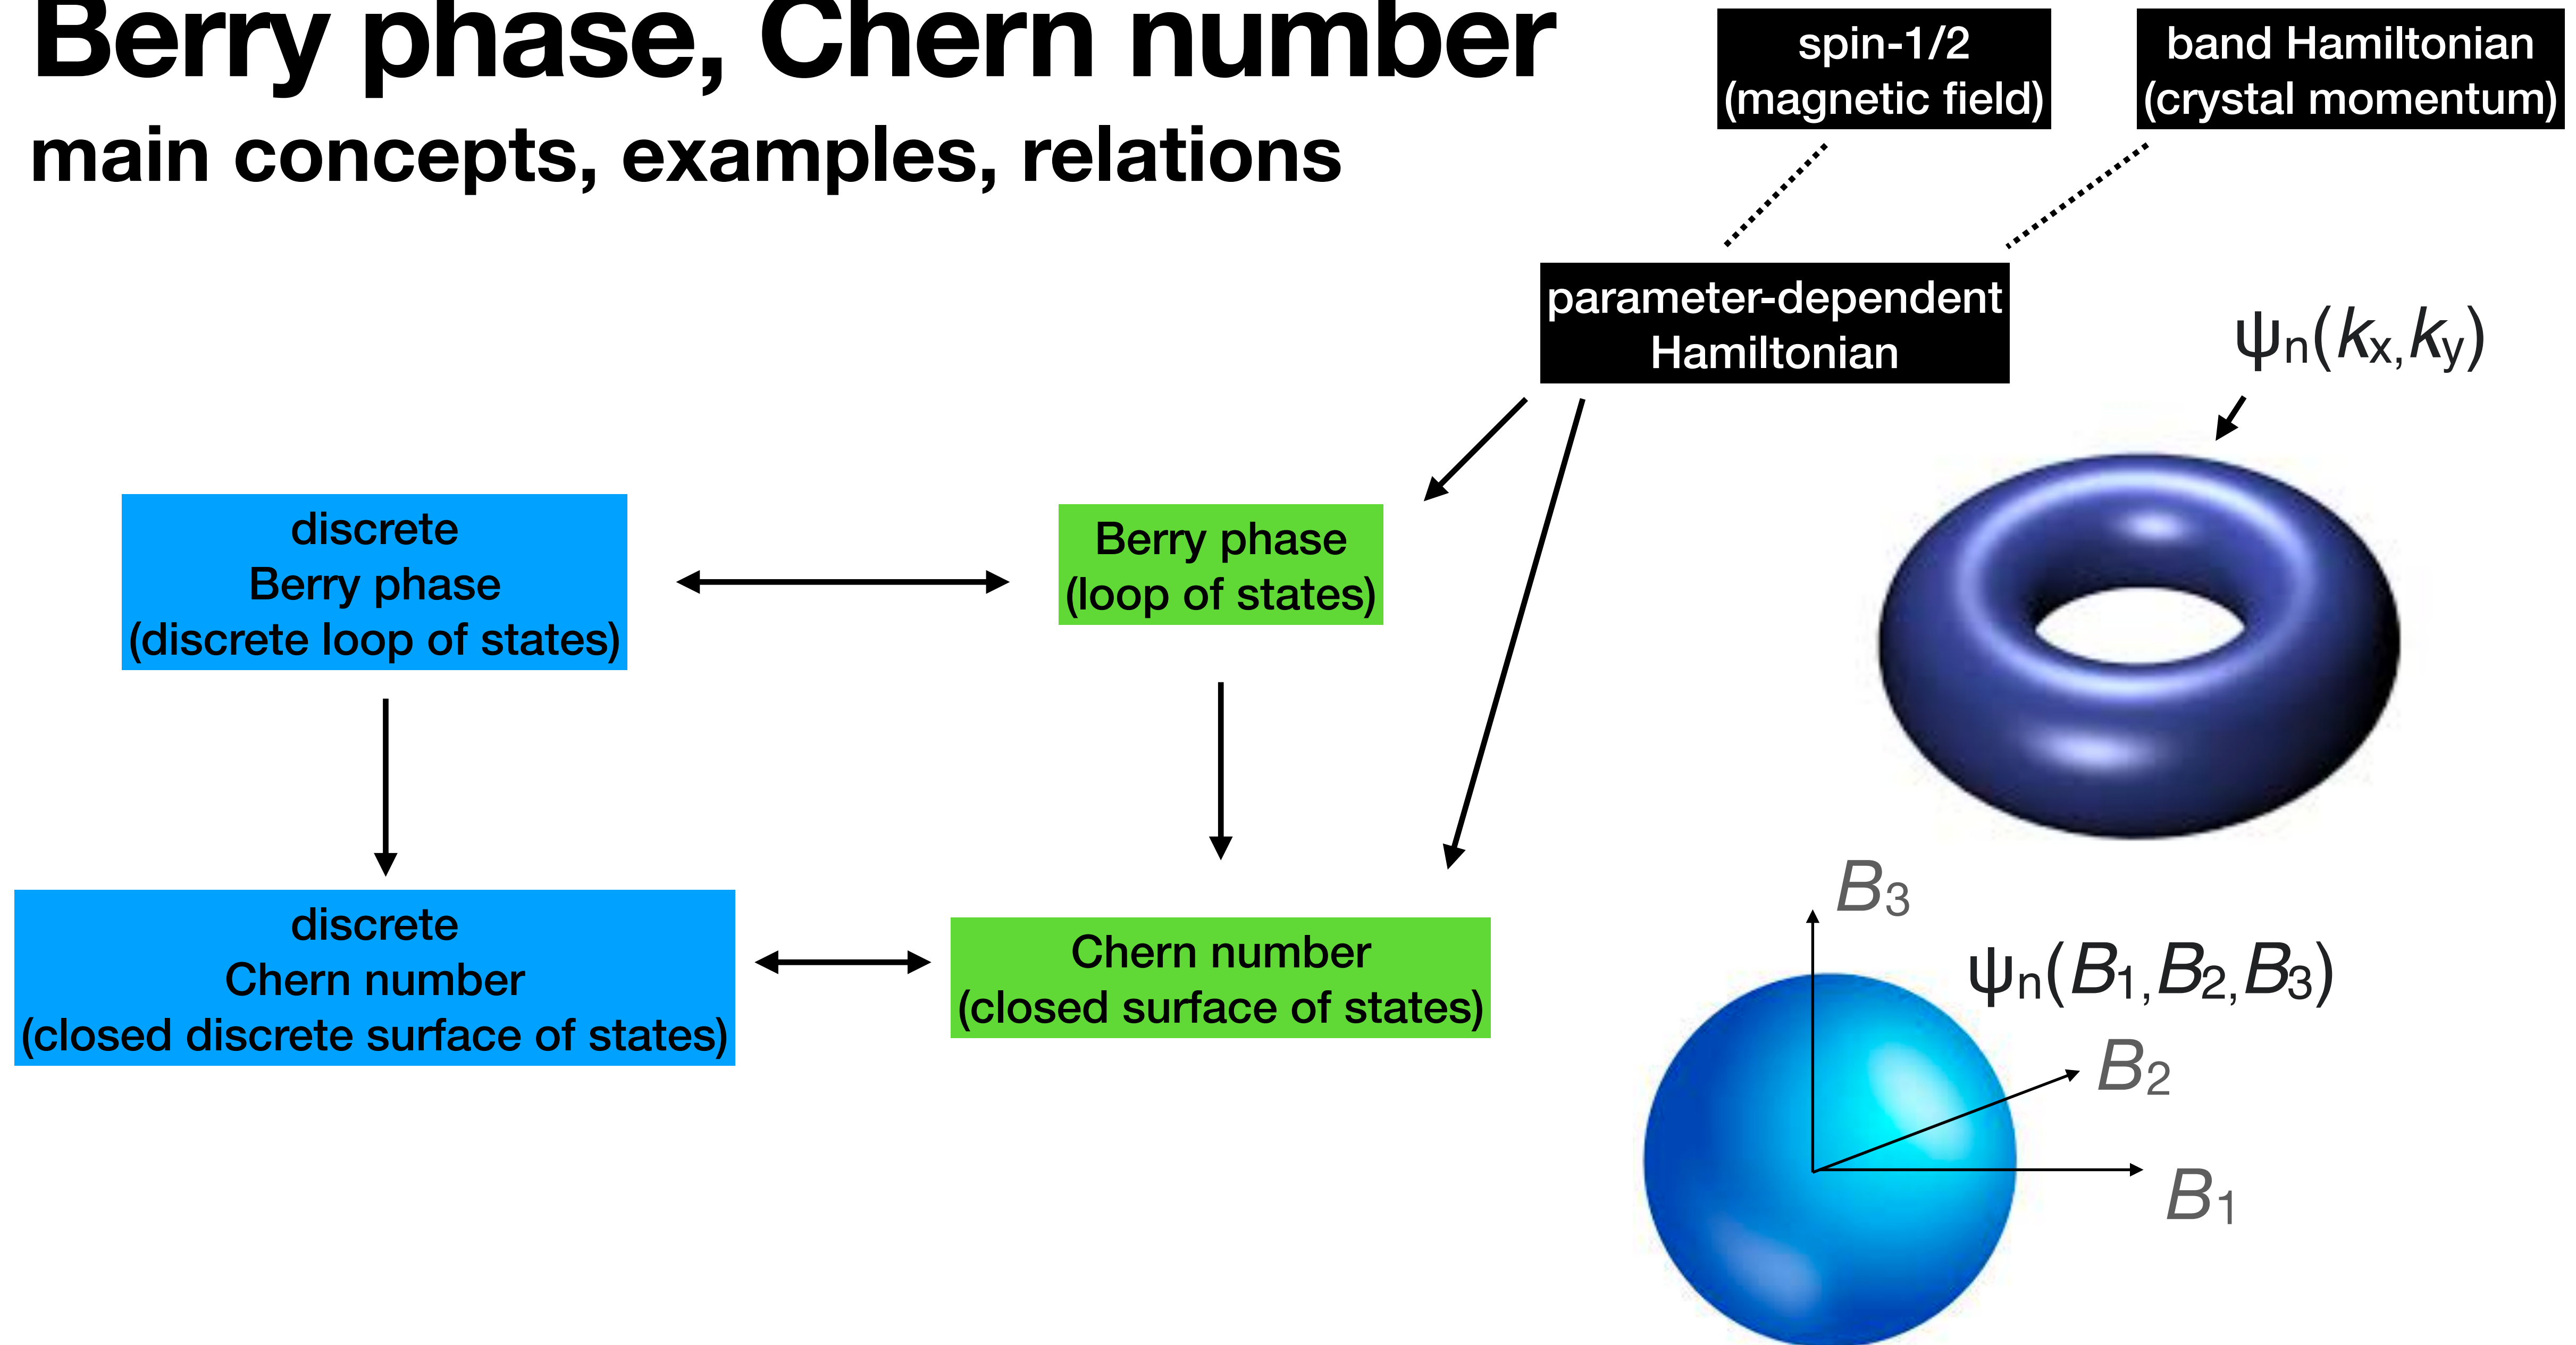 Berry phase, Chern number
main concepts, examples, relations
spin-1/2
(magnetic field)
band Hamiltonian
(crystal momentum)
parameter-dependent
Hamiltonian
ψn(kx,ky)
discrete
Berry phase
(discrete loop of states)
Berry phase
(loop of states)
discrete
Chern number
(closed discrete surface of states)
Chern number
(closed surface of states)
B3
ψn(B1,B2,B3)
B2
B1